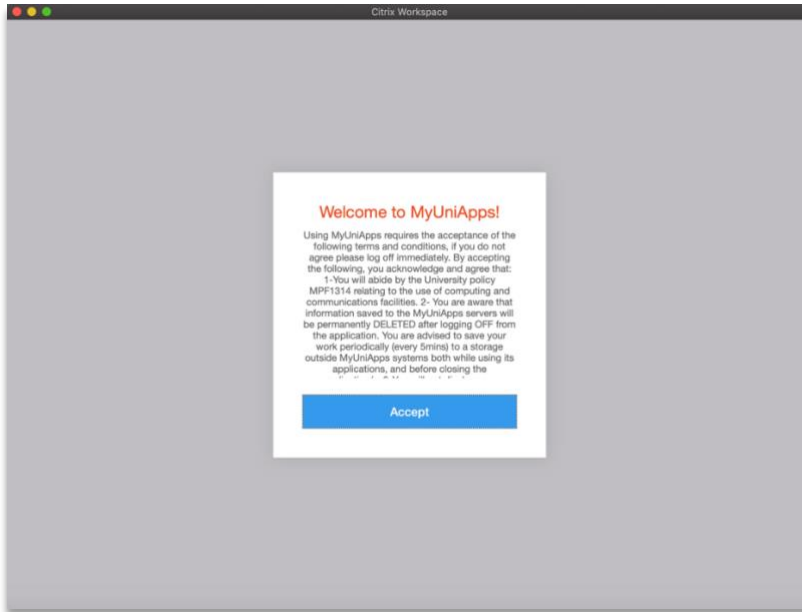 Citrix Workspace
Welcome to MyUniApps!
Using MyUniApps requires the acceptance of the
following terms and conditions, if you do not
agree please log off immediately. By accepting
the following, you acknowledge and agree that:
1-You will abide by the University policy
MPF1314 relating to the use of computing and
communications facilities. 2- You are aware that
information saved to the MyUniApps servers will
be permanently DELETED after logging OFF from
the application. You are advised to save your
work periodically (every 5mins) to a storage
outside MyUniApps systems both while using its
applications, and before closing the
Accept